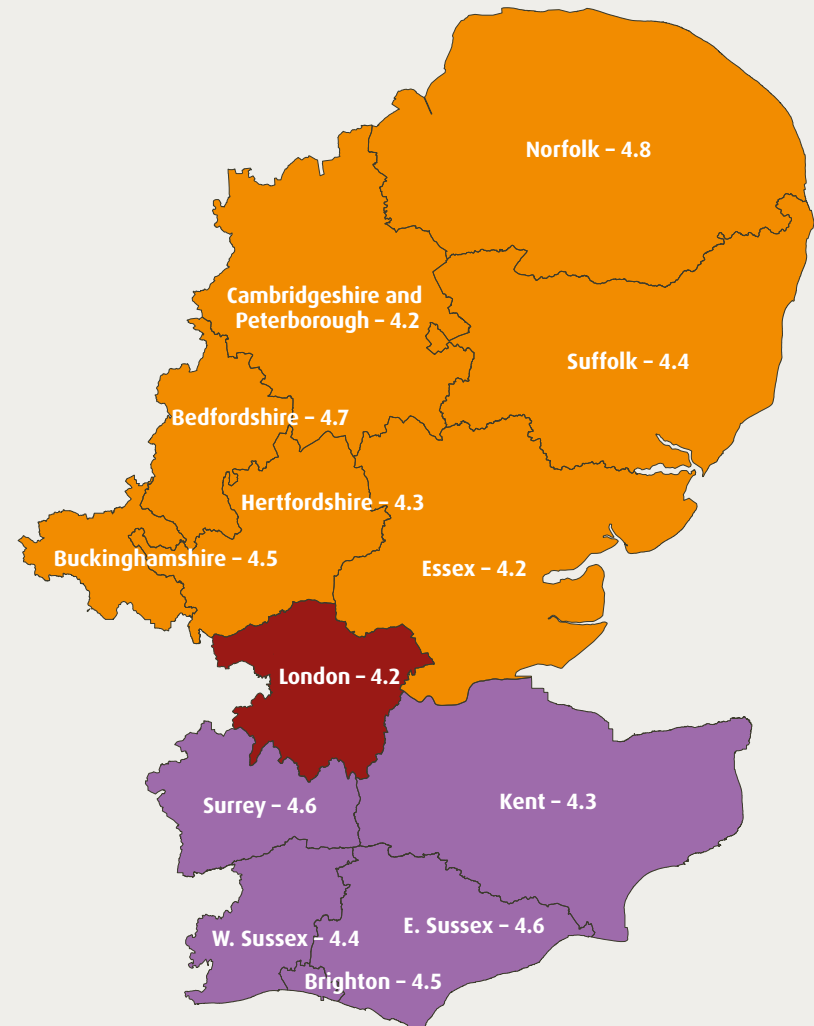 Norfolk – 4.8
Cambridgeshire and
Peterborough – 4.2
Suffolk – 4.4
Bedfordshire – 4.7
Hertfordshire – 4.3
Buckinghamshire – 4.5
Essex – 4.2
London – 4.2
Surrey – 4.6
Kent – 4.3
W. Sussex – 4.4
E. Sussex – 4.6
Brighton – 4.5